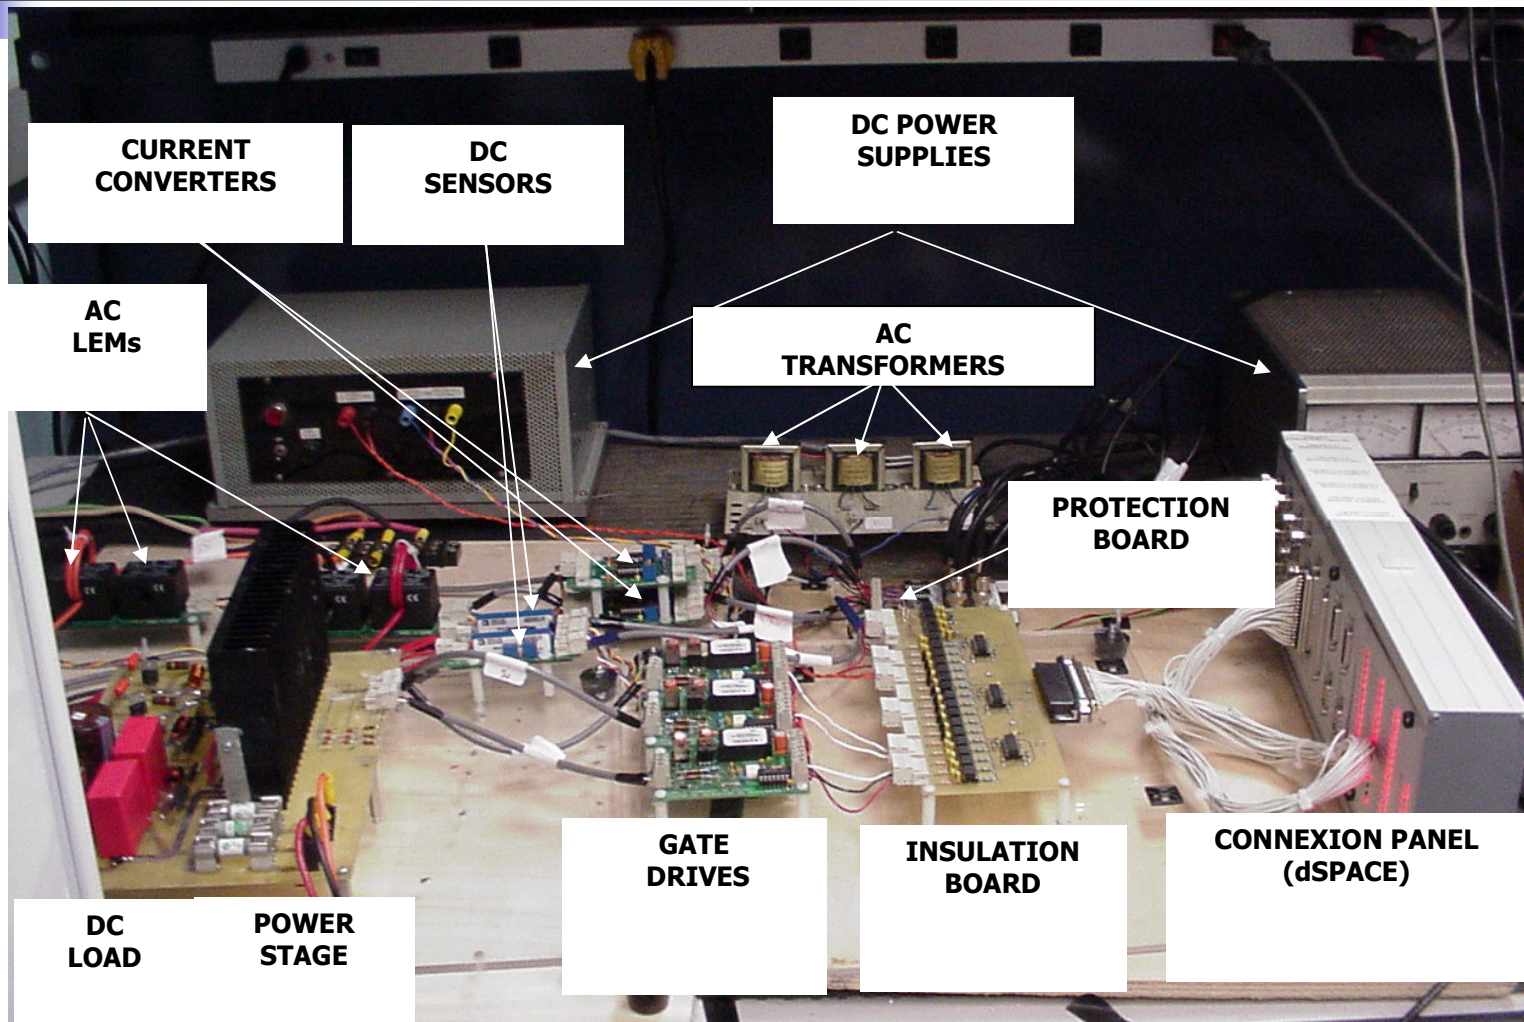 DC POWER
SUPPLIES
CURRENT
CONVERTERS
DC
SENSORS
AC
LEMs
AC
TRANSFORMERS
PROTECTION
BOARD
GATE
DRIVES
INSULATION
BOARD
CONNEXION PANEL
(dSPACE)
DC
LOAD
POWER
STAGE